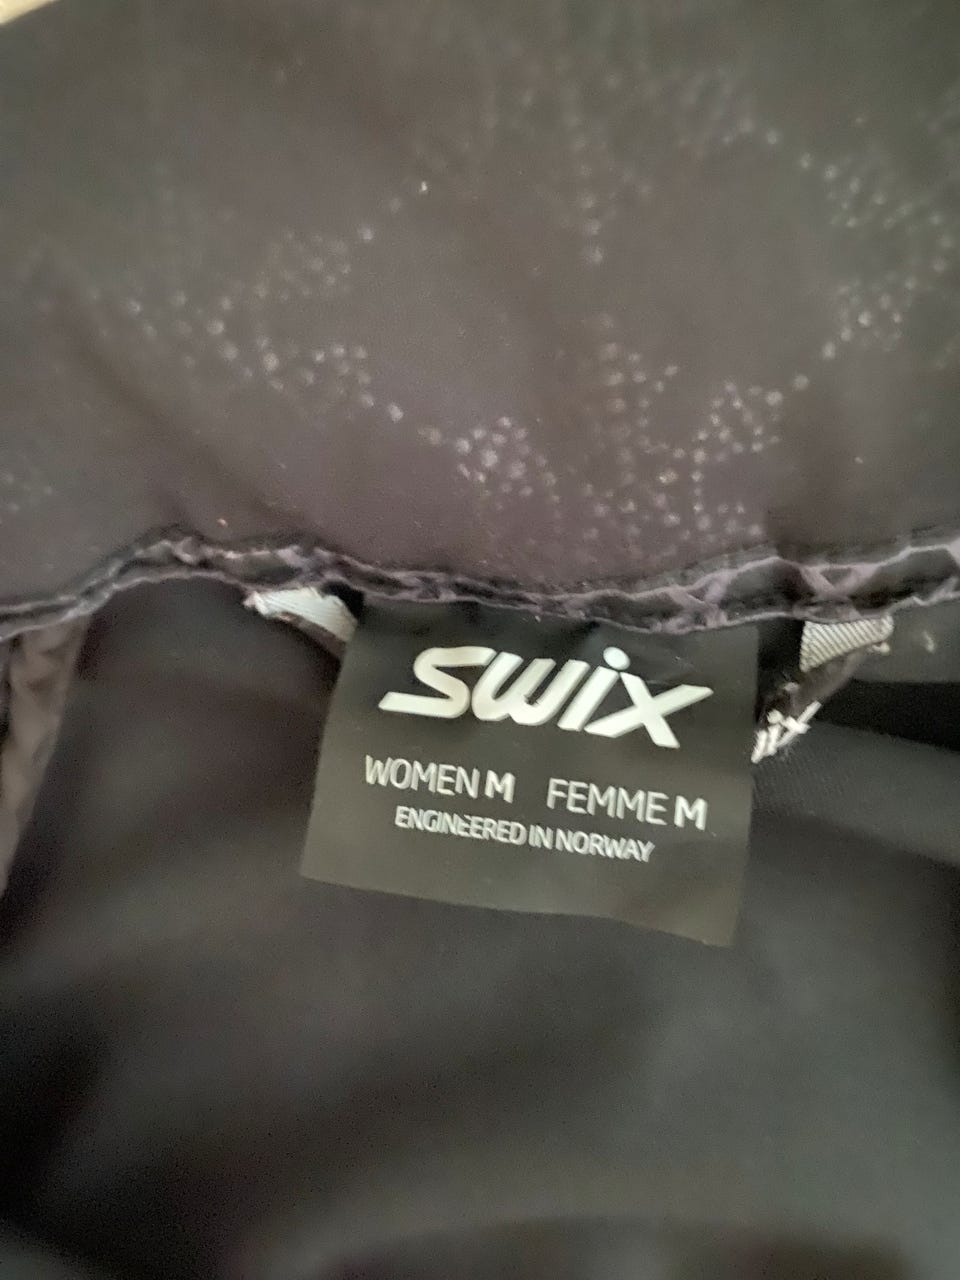 Swix
WOMEN M FEMME M
ENGINEERED IN NORWAY